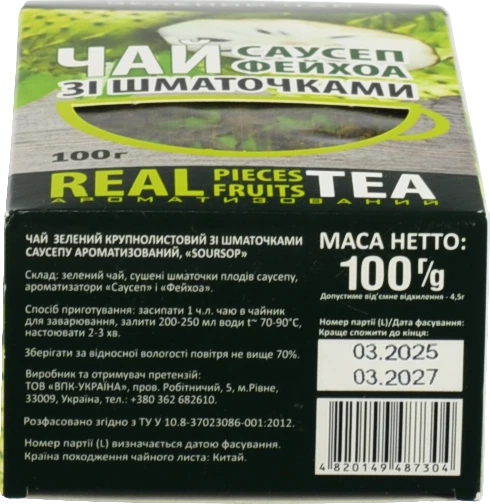 ЧАЙ САУСЕП
ФЕЙХОА
ЗІ ШМАТОЧКАМИ
100г
REAL PIECES FRUITS TEA
АРОМАТИЗОВАНИЙ
ЧАЙ ЗЕЛЕНИЙ КРУПНОЛИСТОВИЙ ЗІ ШМАТОЧКАМИ
САУСЕПУ АРОМАТИЗОВАННИЙ, «SOURSOP»
Склад: зелений чай, сушені шматочки плодів саусепу,
ароматизатори «Саусеп» і «Фейхоа».
Спосіб приготування: засипати 1 ч.л. чаю в чайник
для заварювання, залити 200-250 мл води t~ 70-90°С,
настоювати 2-3 хв.
Зберігати за відносної вологості повітря не вище 70%.
Виробник та отримувач претензій:
ТОВ «ВПК-УКРАЇНА», пров. Робітничий, 5, м.Рівне,
33009, Україна, тел.: +380 362 682610.
Розфасовано згідно з ТУ У 10.8-37023086-001:2012.
Номер партії (L) визначається датою фасування.
Країна походження чайного листа: Китай.
МАСА НЕТТО:
100 г/g
Допустиме від'ємне відхилення - 4,5г
Номер партії (L)/Дата фасування:
Краще спожити до кінця:
03.2025
03.2027
4820149487304